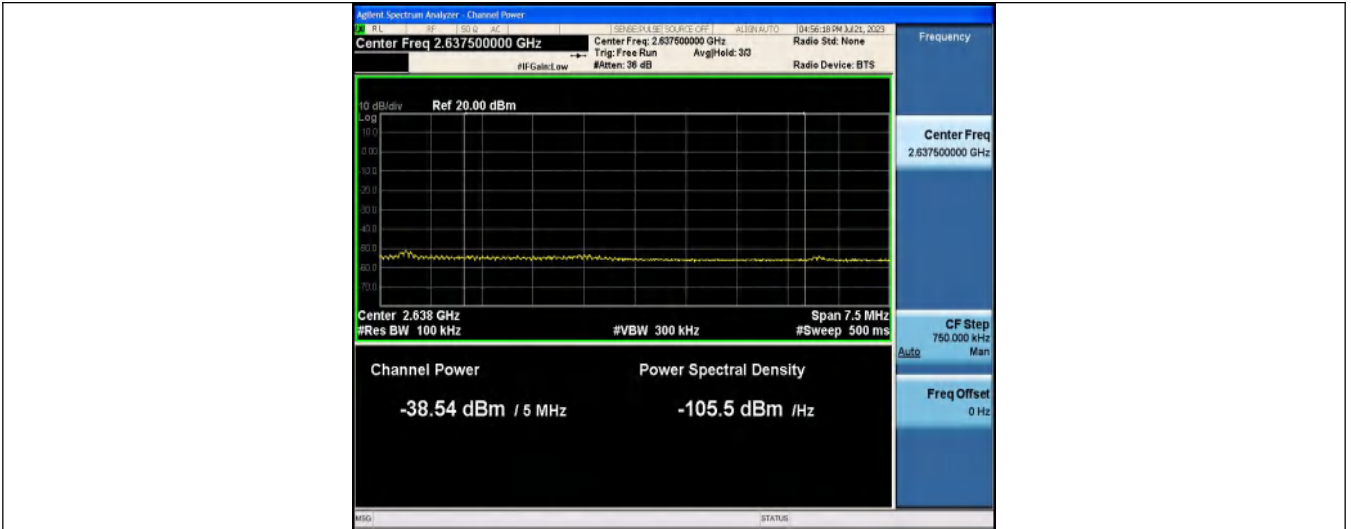 Agilent Spectrum Analyzer - Channel Power
RL RF 50 Ω AC SENSE:PULSE SOURCE OFF ALIGN AUTO 04:56:18 PM Jul 21, 2023
Center Freq 2.637500000 GHz
Center Freq: 2.637500000 GHz
Radio Std: None
Trig: Free Run
Avg|Hold: 3/3
#IFGain:Low
#Atten: 36 dB
Radio Device: BTS
10 dB/div
Ref 20.00 dBm
Log
10.0
0.00
-10.0
-20.0
-30.0
-40.0
-50.0
-60.0
-70.0
Center 2.638 GHz
Span 7.5 MHz
#Res BW 100 kHz
#VBW 300 kHz
#Sweep 500 ms
Channel Power
Power Spectral Density
-38.54 dBm / 5 MHz
-105.5 dBm /Hz
Frequency
Center Freq
2.637500000 GHz
CF Step
750.000 kHz
Auto Man
Freq Offset
0 Hz
MSG
STATUS